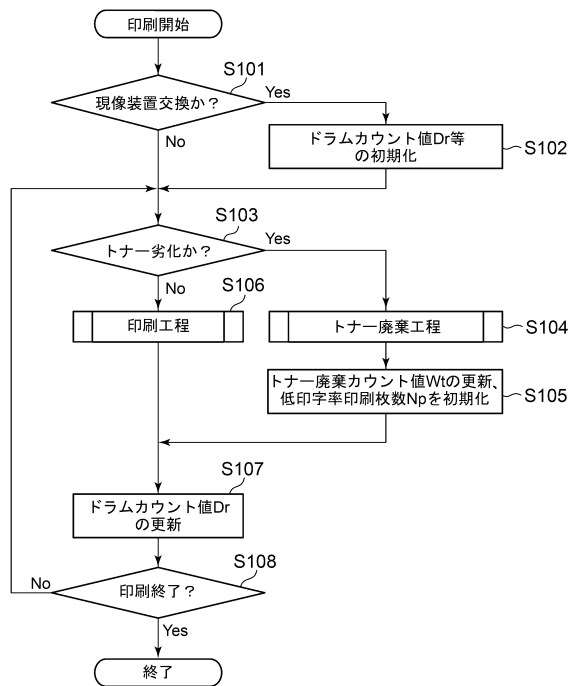 印刷開始
S101
現像装置交換か？
Yes
No
ドラムカウント値Dr等
の初期化
S102
S103
トナー劣化か？
Yes
No
S106
印刷工程
トナー廃棄工程
S104
トナー廃棄カウント値Wtの更新、
低印字率印刷枚数Npを初期化
S105
S107
ドラムカウント値Dr
の更新
S108
No
印刷終了？
Yes
終了